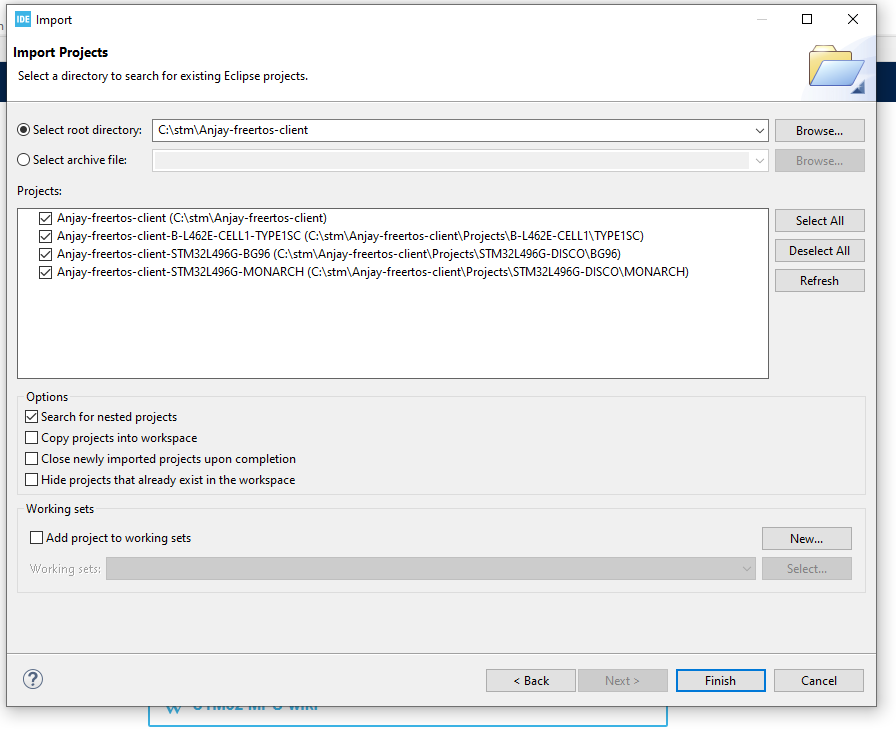 IDE Import
Import Projects
Select a directory to search for existing Eclipse projects.
Select root directory: C:\stm\Anjay-freertos-client Browse...
Select archive file: Browse...
Projects:
Anjay-freertos-client (C:\stm\Anjay-freertos-client)
Anjay-freertos-client-B-L462E-CELL1-TYPE1SC (C:\stm\Anjay-freertos-client\Projects\B-L462E-CELL1\TYPE1SC)
Anjay-freertos-client-STM32L496G-BG96 (C:\stm\Anjay-freertos-client\Projects\STM32L496G-DISCO\BG96)
Anjay-freertos-client-STM32L496G-MONARCH (C:\stm\Anjay-freertos-client\Projects\STM32L496G-DISCO\MONARCH)
Select All
Deselect All
Refresh
Options
Search for nested projects
Copy projects into workspace
Close newly imported projects upon completion
Hide projects that already exist in the workspace
Working sets
Add project to working sets New...
Working sets: Select...
? < Back Next > Finish Cancel
STM32 MPU wiki